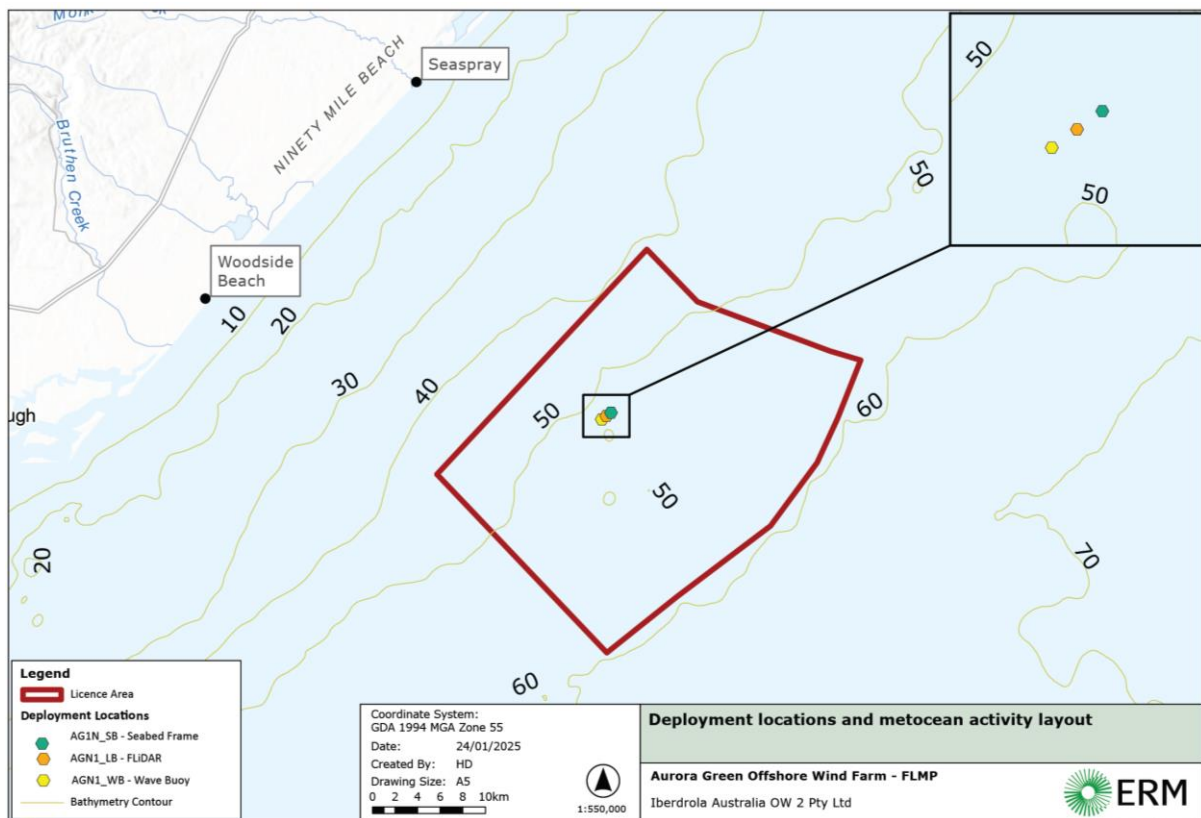 Seaspray
NINETY MILE BEACH
Bruthen Creek
Woodside
Beach
ugh
10
20
30
40
50
50
60
50
50
50
20
60
70
Legend
Licence Area
Deployment Locations
AG1N_SB - Seabed Frame
AGN1_LB - FLiDAR
AGN1_WB - Wave Buoy
Bathymetry Contour
Coordinate System:
GDA 1994 MGA Zone 55
Date: 24/01/2025
Created By: HD
Drawing Size: A5
0 2 4 6 8 10km
1:550,000
Deployment locations and metocean activity layout
Aurora Green Offshore Wind Farm - FLMP
Iberdrola Australia OW 2 Pty Ltd
ERM